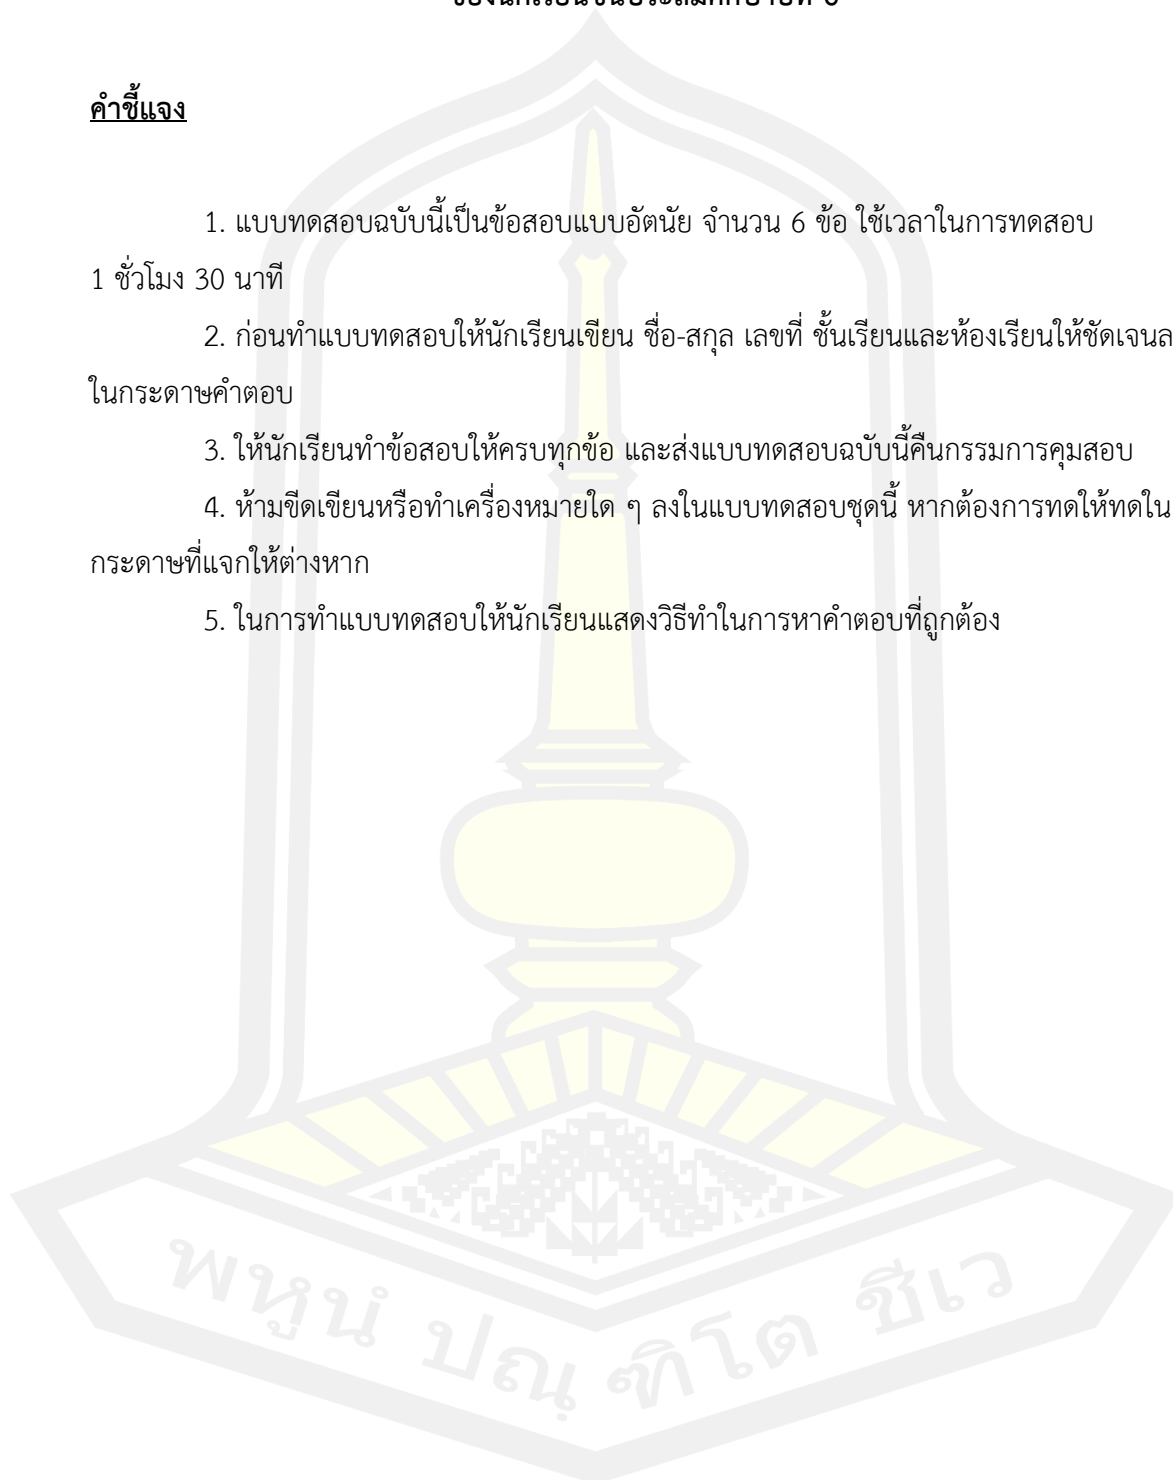 คำชี้แจง
1. แบบทดสอบฉบับนี้เป็นข้อสอบแบบอัตนัย จำนวน 6 ข้อ ใช้เวลาในการทดสอบ
1 ชั่วโมง 30 นาที
2. ก่อนทำแบบทดสอบให้นักเรียนเขียน ชื่อ-สกุล เลขที่ ชั้นเรียนและห้องเรียนให้ชัดเจนล
ในกระดาษคำตอบ
3. ให้นักเรียนทำข้อสอบให้ครบทุกข้อ และส่งแบบทดสอบฉบับนี้คืนกรรมการคุมสอบ
4. ห้ามขีดเขียนหรือทำเครื่องหมายใด ๆ ลงในแบบทดสอบชุดนี้ หากต้องการทดให้ทดใน
กระดาษที่แจกให้ต่างหาก
5. ในการทำแบบทดสอบให้นักเรียนแสดงวิธีทำในการหาคำตอบที่ถูกต้อง
พหูนํ ปณฺฑิโต ชีเว